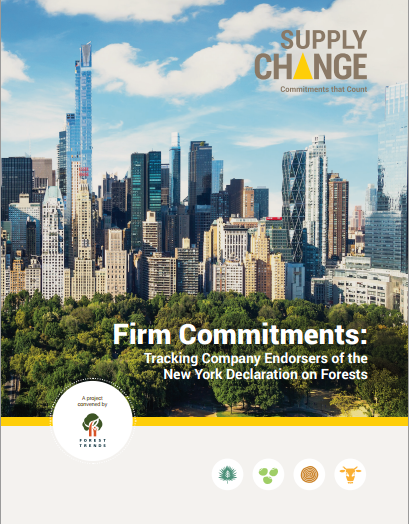 SUPPLY
CHANGE
Commitments that Count
Firm Commitments:
Tracking Company Endorsers of the
New York Declaration on Forests
A project
convened by
FOREST
TRENDS